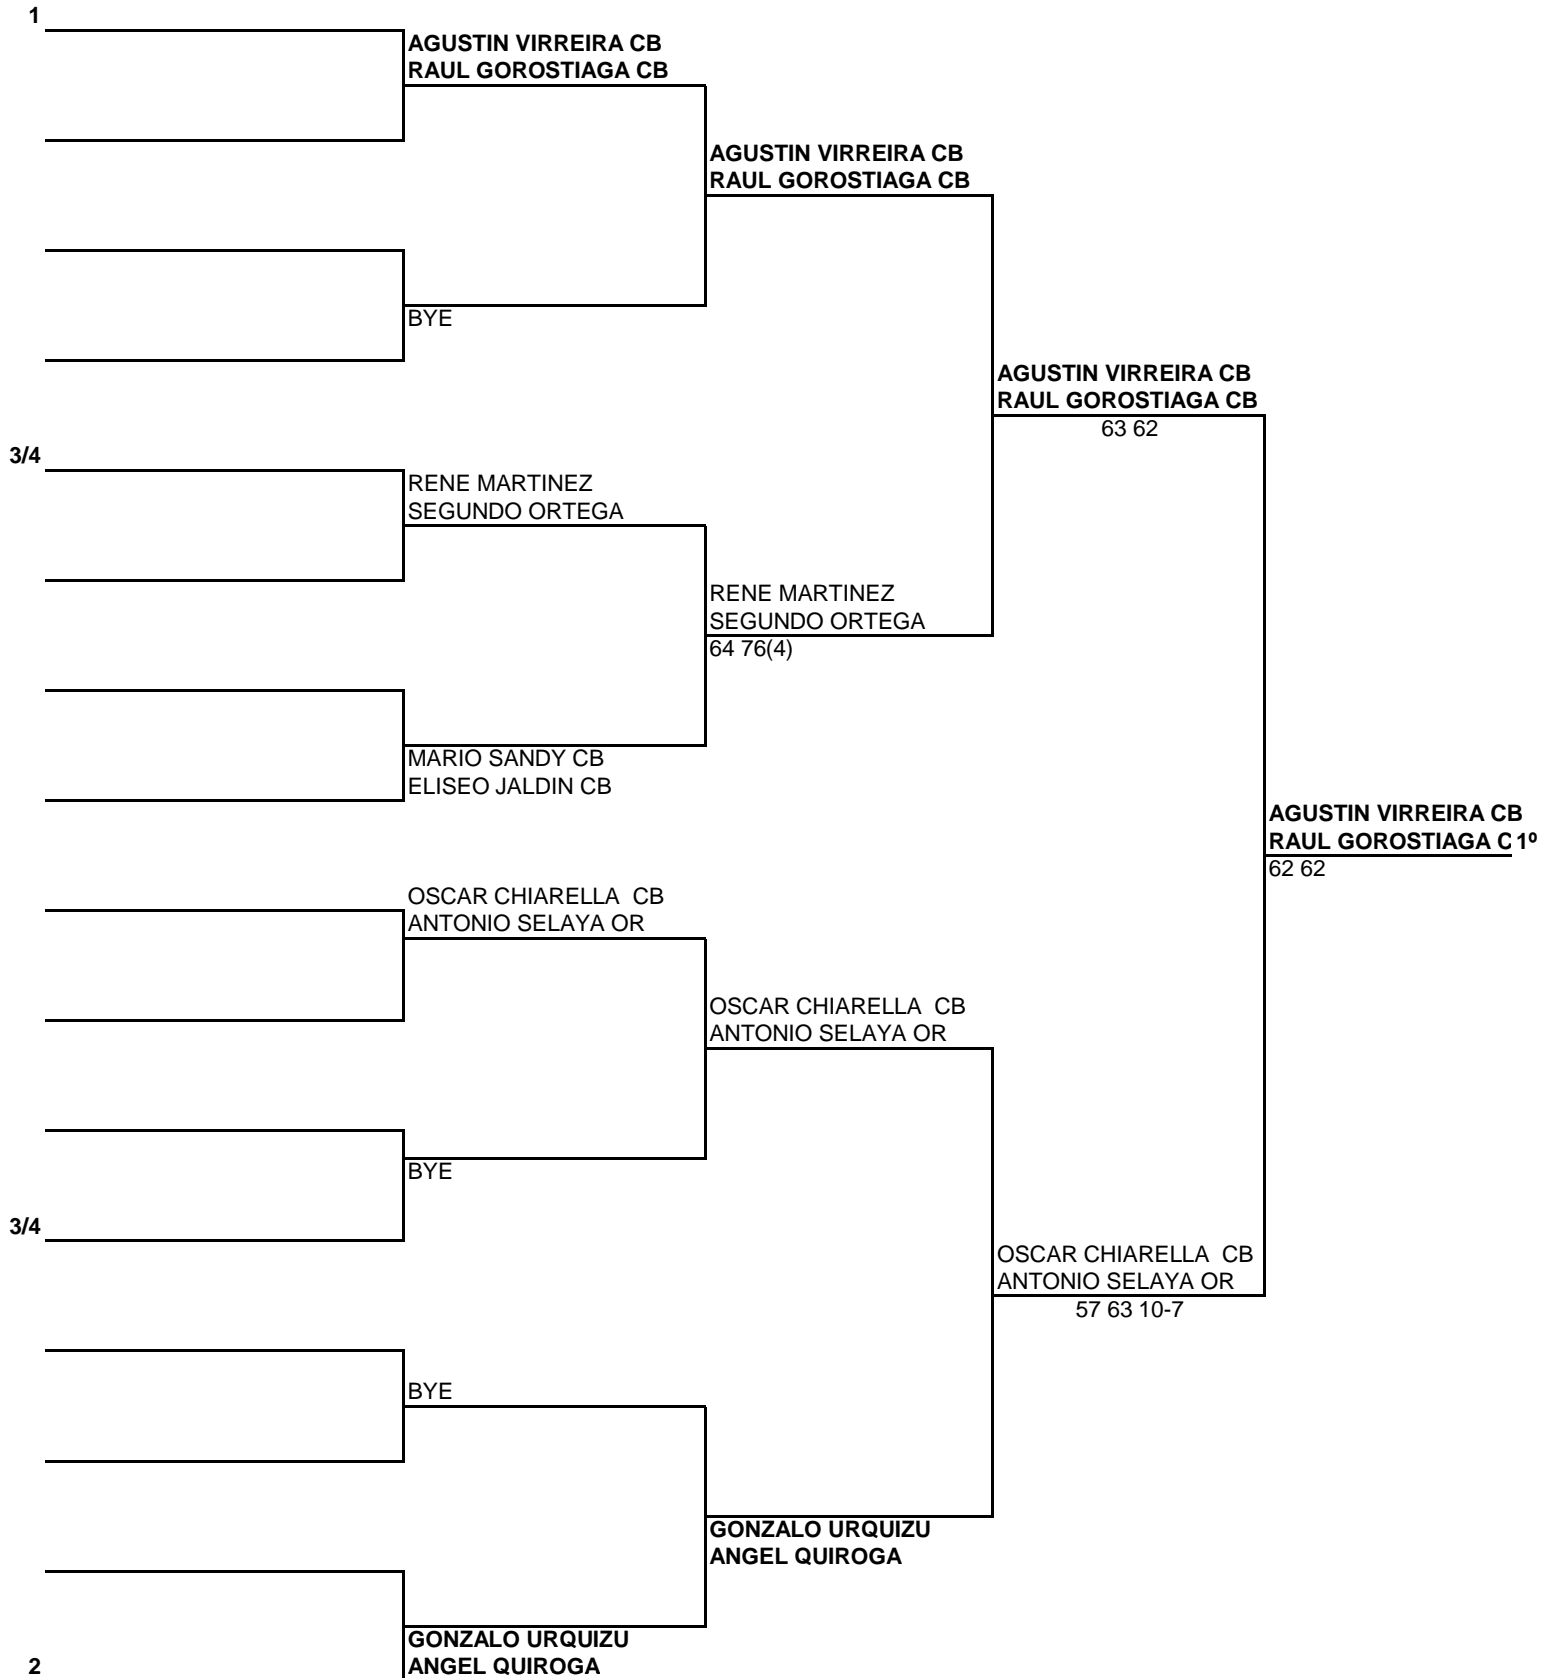 1
AGUSTIN VIRREIRA CB
RAUL GOROSTIAGA CB
AGUSTIN VIRREIRA CB
RAUL GOROSTIAGA CB
BYE
AGUSTIN VIRREIRA CB
RAUL GOROSTIAGA CB
63 62
3/4
RENE MARTINEZ
SEGUNDO ORTEGA
RENE MARTINEZ
SEGUNDO ORTEGA
64 76(4)
MARIO SANDY CB
ELISEO JALDIN CB
AGUSTIN VIRREIRA CB
RAUL GOROSTIAGA C 1º
62 62
OSCAR CHIARELLA  CB
ANTONIO SELAYA OR
OSCAR CHIARELLA  CB
ANTONIO SELAYA OR
BYE
3/4
OSCAR CHIARELLA  CB
ANTONIO SELAYA OR
57 63 10-7
BYE
GONZALO URQUIZU
ANGEL QUIROGA
GONZALO URQUIZU
2 ANGEL QUIROGA